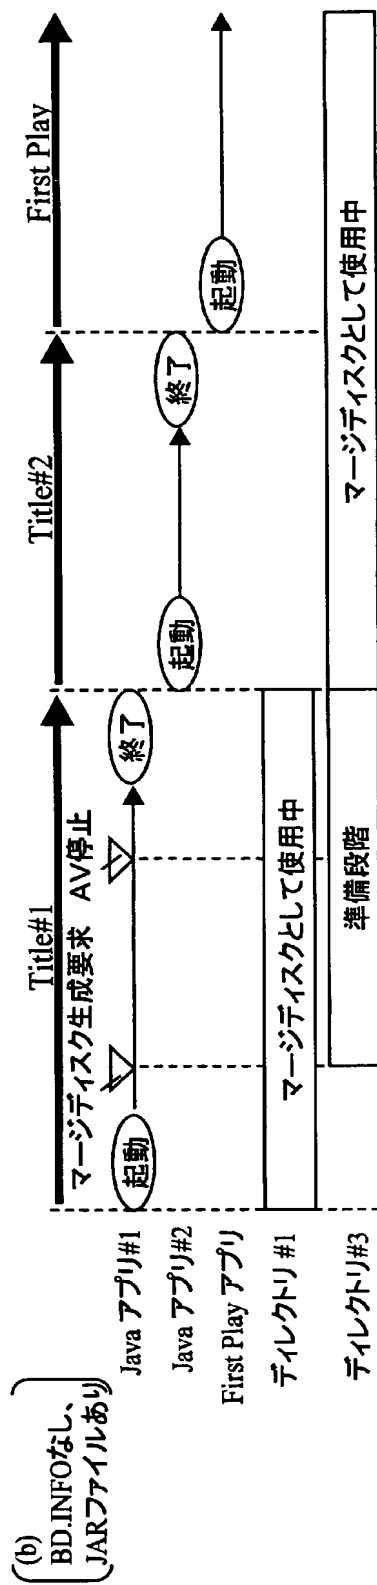 (b)
BD.INFOなし、
JARファイルあり
Title#1
Title#2
First Play
マージディスク生成要求
AV停止
Java アプリ#1
起動
終了
Java アプリ#2
起動
終了
First Play アプリ
起動
ディレクトリ #1
マージディスクとして使用中
ディレクトリ#3
準備段階
マージディスクとして使用中